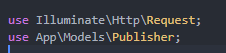 use Illuminate\Http\Request;
use App\Models\Publisher;